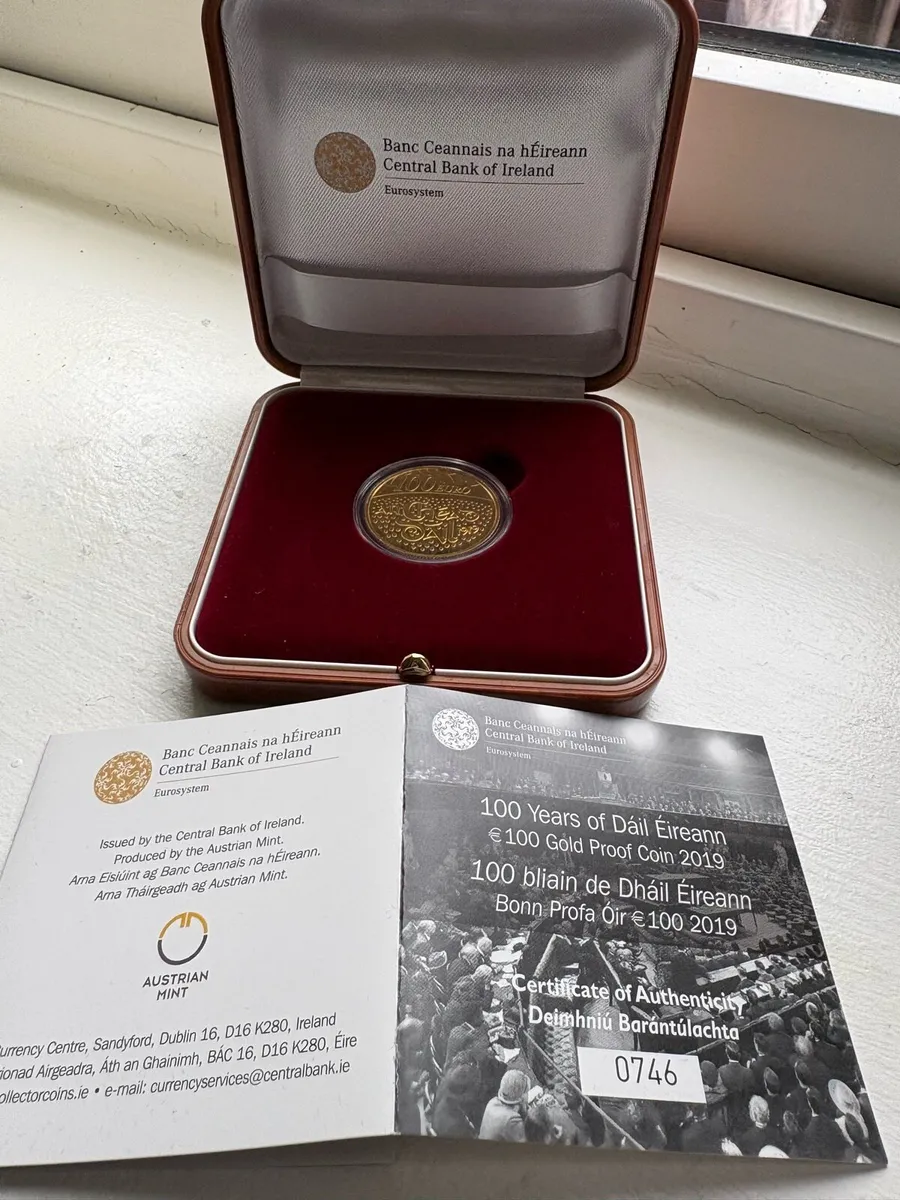 Banc Ceannais na hÉireann
Central Bank of Ireland
Eurosystem
100 EURO
Banc Ceannais na hÉireann
Central Bank of Ireland
Eurosystem
Issued by the Central Bank of Ireland.
Produced by the Austrian Mint.
Arna Eisiúint ag Banc Ceannais na hÉireann.
Arna Tháirgeadh ag Austrian Mint.
AUSTRIAN
MINT
Currency Centre, Sandyford, Dublin 16, D16 K280, Ireland
Airgeadra, Áth an Ghainimh, BÁC 16, D16 K280, Éire
collectorcoins.ie • e-mail: currencyservices@centralbank.ie
Banc Ceannais na hÉireann
Central Bank of Ireland
Eurosystem
100 Years of Dáil Éireann
€100 Gold Proof Coin 2019
100 bliain de Dháil Éireann
Bonn Profa Óir €100 2019
Certificate of Authenticity
Deimhniú Barántúlachta
0746